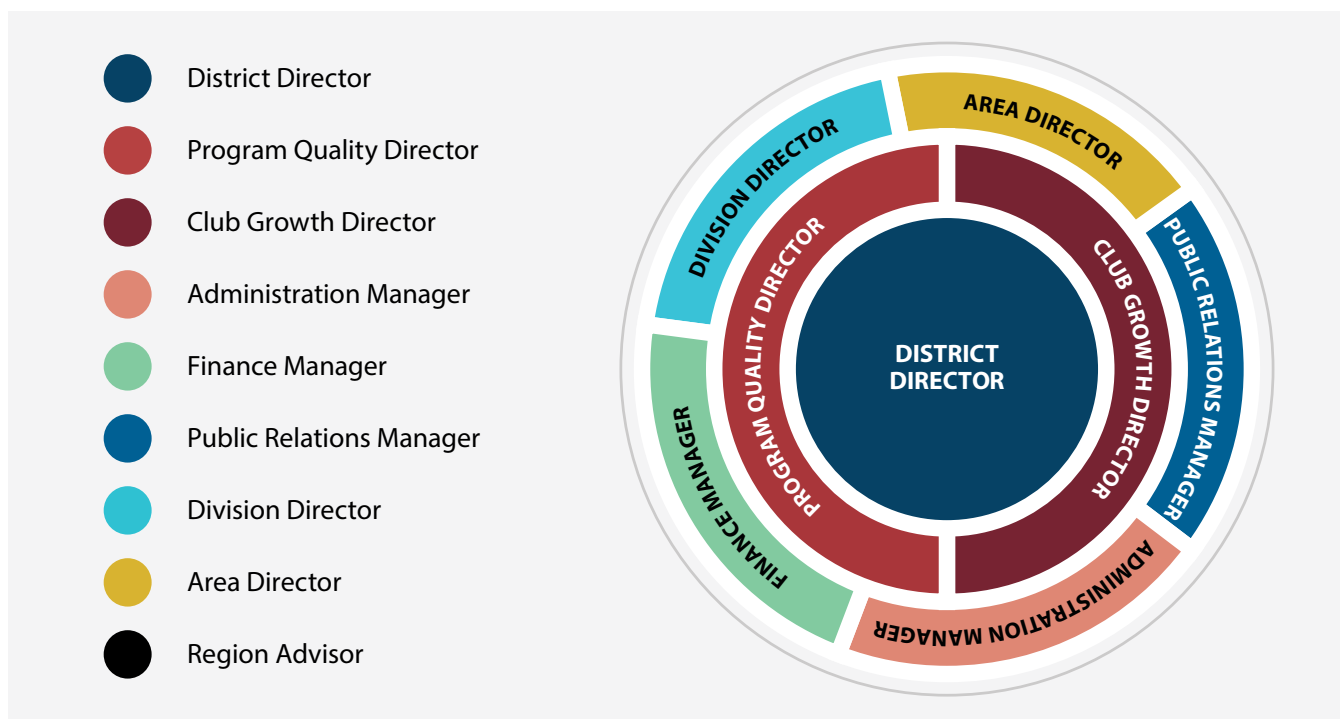 District Director
Program Quality Director
Club Growth Director
Administration Manager
Finance Manager
Public Relations Manager
Division Director
Area Director
Region Advisor
AREA DIRECTOR
DIVISION DIRECTOR
PUBLIC RELATIONS MANAGER
PROGRAM QUALITY DIRECTOR
CLUB GROWTH DIRECTOR
DISTRICT
DIRECTOR
FINANCE MANAGER
ADMINISTRATION MANAGER